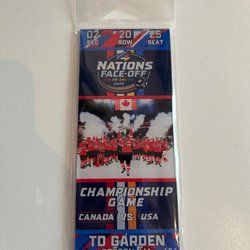 02 20 25
SEC ROW SEAT
NATIONS
FACE-OFF
CHAMPIONSHIP
GAME
CANADA VS USA
TD GARDEN